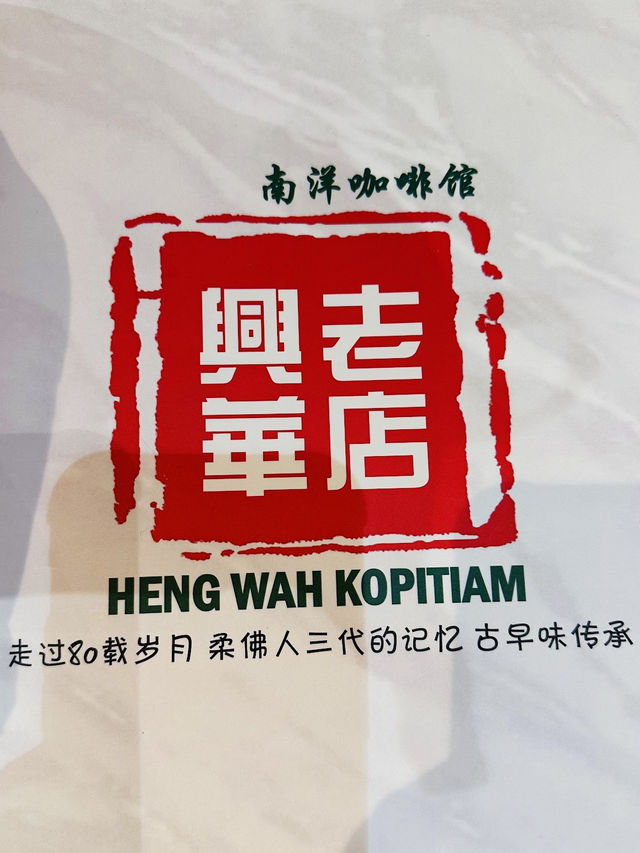 南洋咖啡馆
興華
老店
HENG WAH KOPITIAM
走过80载岁月 柔佛人三代的记忆 古早味传承